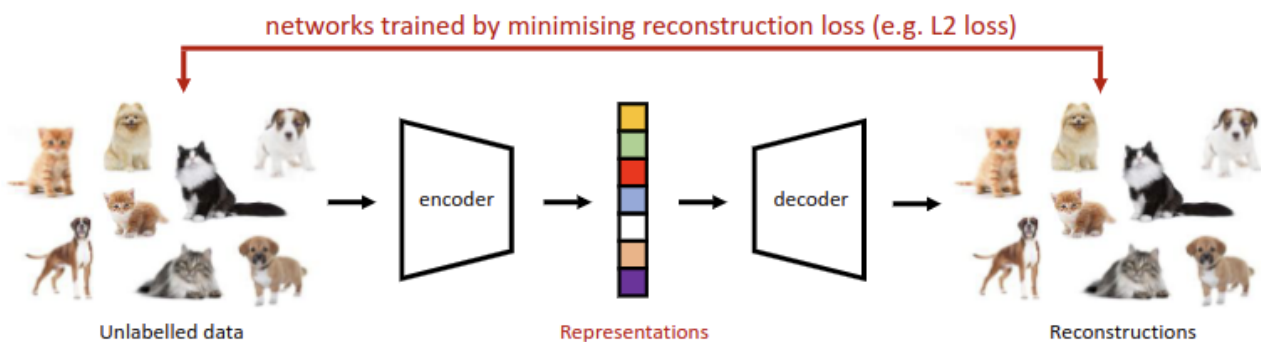 networks trained by minimising reconstruction loss (e.g. L2 loss)
encoder
decoder
Unlabelled data
Representations
Reconstructions